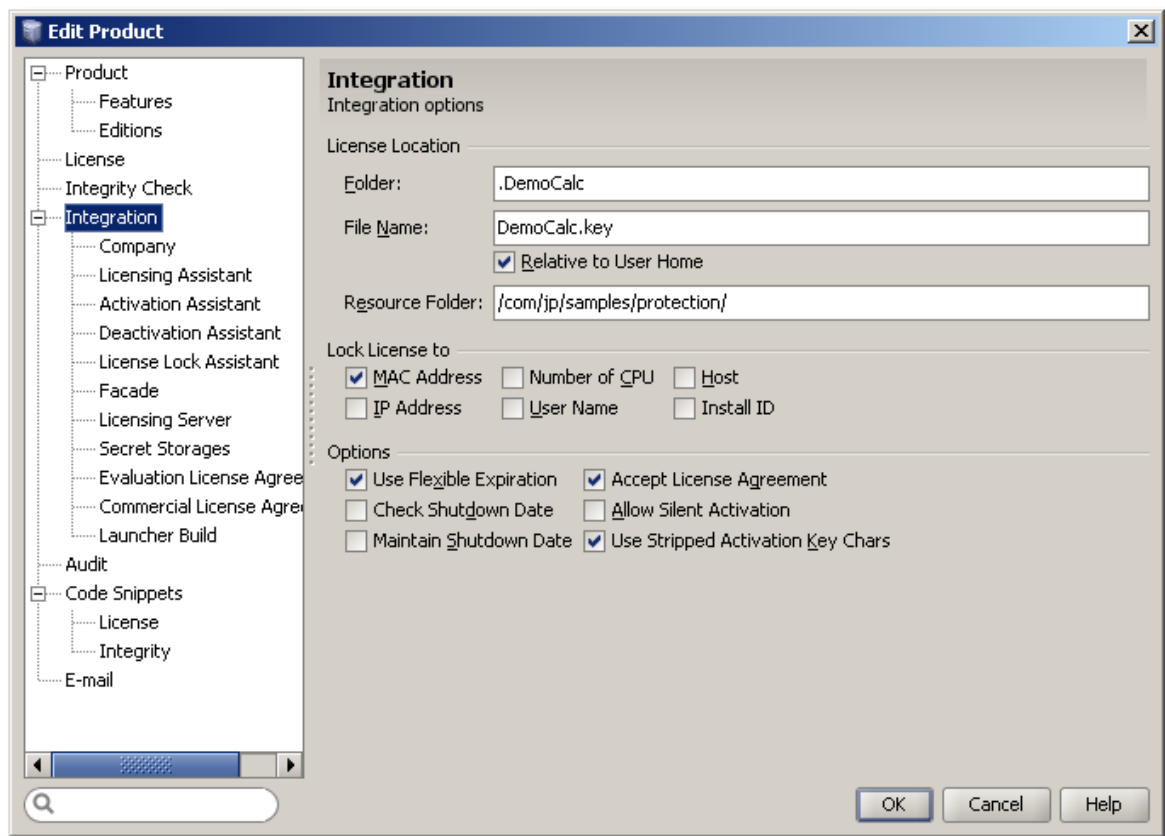 Edit Product
Product
Features
Editions
License
Integrity Check
Integration
Company
Licensing Assistant
Activation Assistant
Deactivation Assistant
License Lock Assistant
Facade
Licensing Server
Secret Storages
Evaluation License Agree
Commercial License Agre
Launcher Build
Audit
Code Snippets
License
Integrity
E-mail
Integration
Integration options
License Location
Folder: .DemoCalc
File Name: DemoCalc.key
Relative to User Home
Resource Folder: /com/jp/samples/protection/
Lock License to
MAC Address Number of CPU Host
IP Address User Name Install ID
Options
Use Flexible Expiration Accept License Agreement
Check Shutdown Date Allow Silent Activation
Maintain Shutdown Date Use Stripped Activation Key Chars
OK Cancel Help